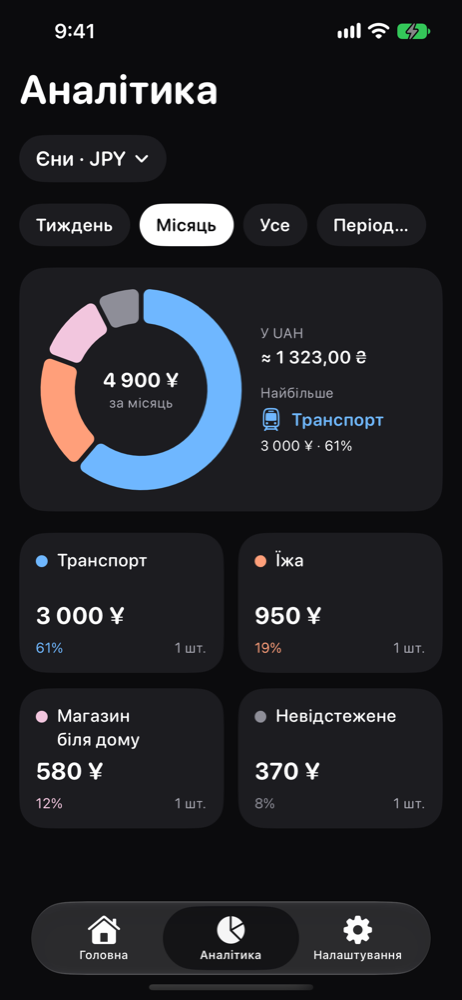 9:41
Аналітика
Єни · JPY
Тиждень
Місяць
Усе
Період...
4 900 ¥
за місяць
У UAH
≈ 1 323,00 ₴
Найбільше
Транспорт
3 000 ¥ · 61%
Транспорт
3 000 ¥
61%
1 шт.
Їжа
950 ¥
19%
1 шт.
Магазин
біля дому
580 ¥
12%
1 шт.
Невідстежене
370 ¥
8%
1 шт.
Головна
Аналітика
Налаштування